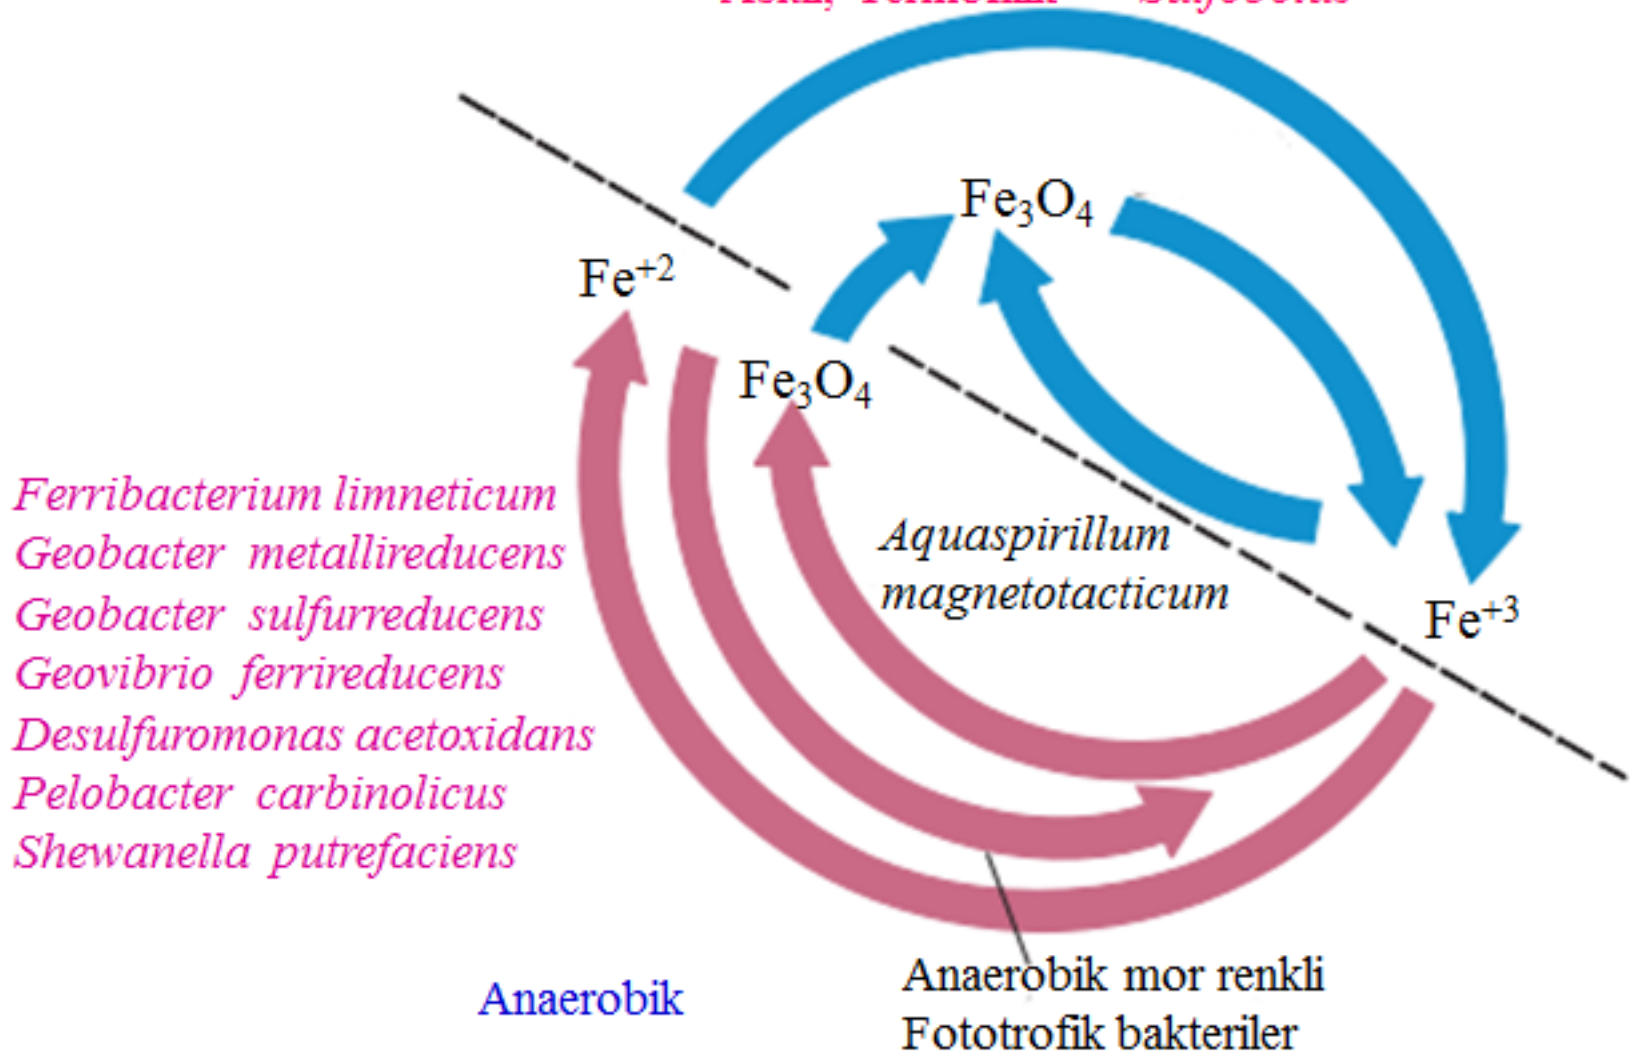 Fe₃O₄
Fe⁺²
Fe₃O₄
Ferribacterium limneticum
Geobacter metallireducens
Geobacter sulfurreducens
Geovibrio ferrireducens
Desulfuromonas acetoxidans
Pelobacter carbinolicus
Shewanella putrefaciens
Aquaspirillum
magnetotacticum
Fe⁺³
Anaerobik
Anaerobik mor renkli
Fototrofik bakteriler